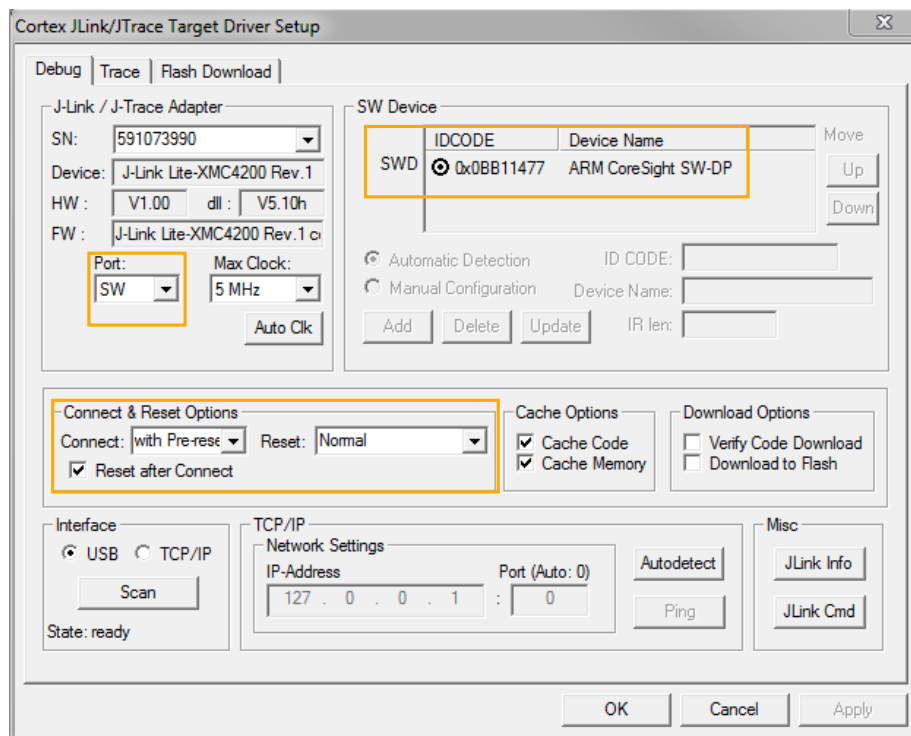 Cortex JLink/JTrace Target Driver Setup
Debug Trace Flash Download
J-Link / J-Trace Adapter
SN: 591073990
Device: J-Link Lite-XMC4200 Rev.1
HW : V1.00 dll : V5.10h
FW : J-Link Lite-XMC4200 Rev.1 co
Port: Max Clock:
SW 5 MHz
Auto Clk
SW Device
IDCODE Device Name Move
SWD 0x0BB11477 ARM CoreSight SW-DP Up
Down
Automatic Detection ID CODE:
Manual Configuration Device Name:
Add Delete Update IR len:
Connect & Reset Options
Connect: with Pre-rese Reset: Normal
Reset after Connect
Cache Options
Cache Code
Cache Memory
Download Options
Verify Code Download
Download to Flash
Interface
USB TCP/IP
Scan
State: ready
TCP/IP
Network Settings
IP-Address Port (Auto: 0)
127 . 0 . 0 . 1 : 0
Autodetect
Ping
Misc
JLink Info
JLink Cmd
OK Cancel Apply